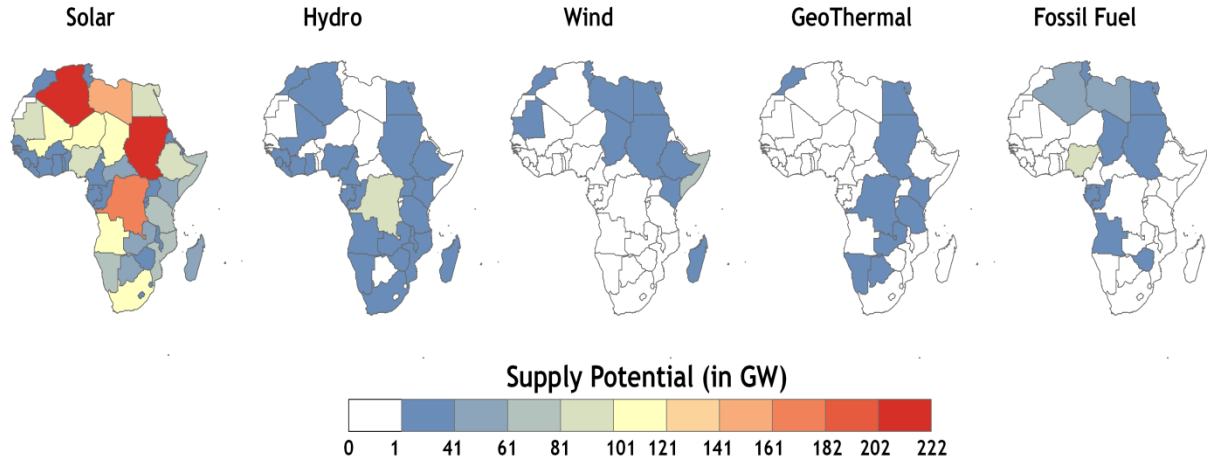 Solar Hydro Wind GeoThermal Fossil Fuel
Supply Potential (in GW)
0 1 41 61 81 101 121 141 161 182 202 222